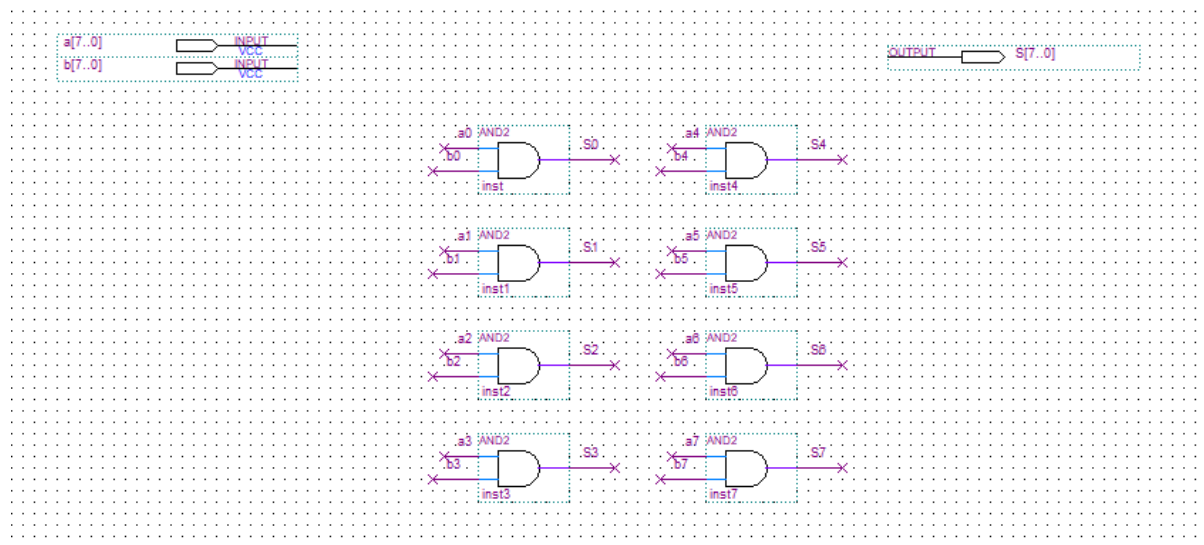 a[7..0] INPUT
VCC
b[7..0] INPUT
VCC
OUTPUT S[7..0]
a0 AND2 S0
b0
inst
a4 AND2 S4
b4
inst4
a1 AND2 S1
b1
inst1
a5 AND2 S5
b5
inst5
a2 AND2 S2
b2
inst2
a6 AND2 S6
b6
inst6
a3 AND2 S3
b3
inst3
a7 AND2 S7
b7
inst7